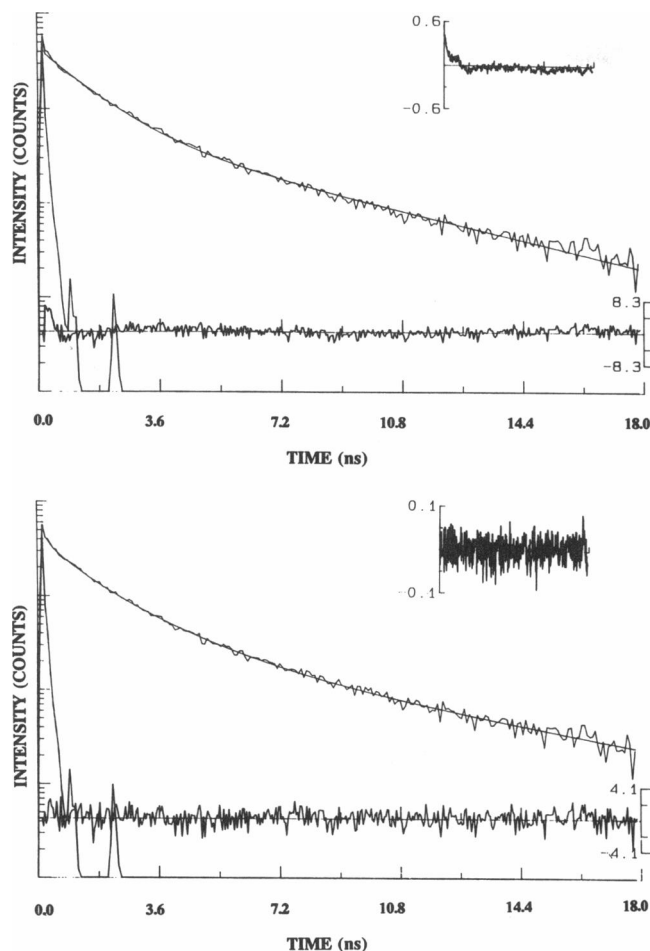 0.6
-0.6
INTENSITY (COUNTS)
8.3
-8.3
0.0 3.6 7.2 10.8 14.4 18.0
TIME (ns)
0.1
-0.1
INTENSITY (COUNTS)
4.1
-4.1
0.0 3.6 7.2 10.8 14.4 18.0
TIME (ns)